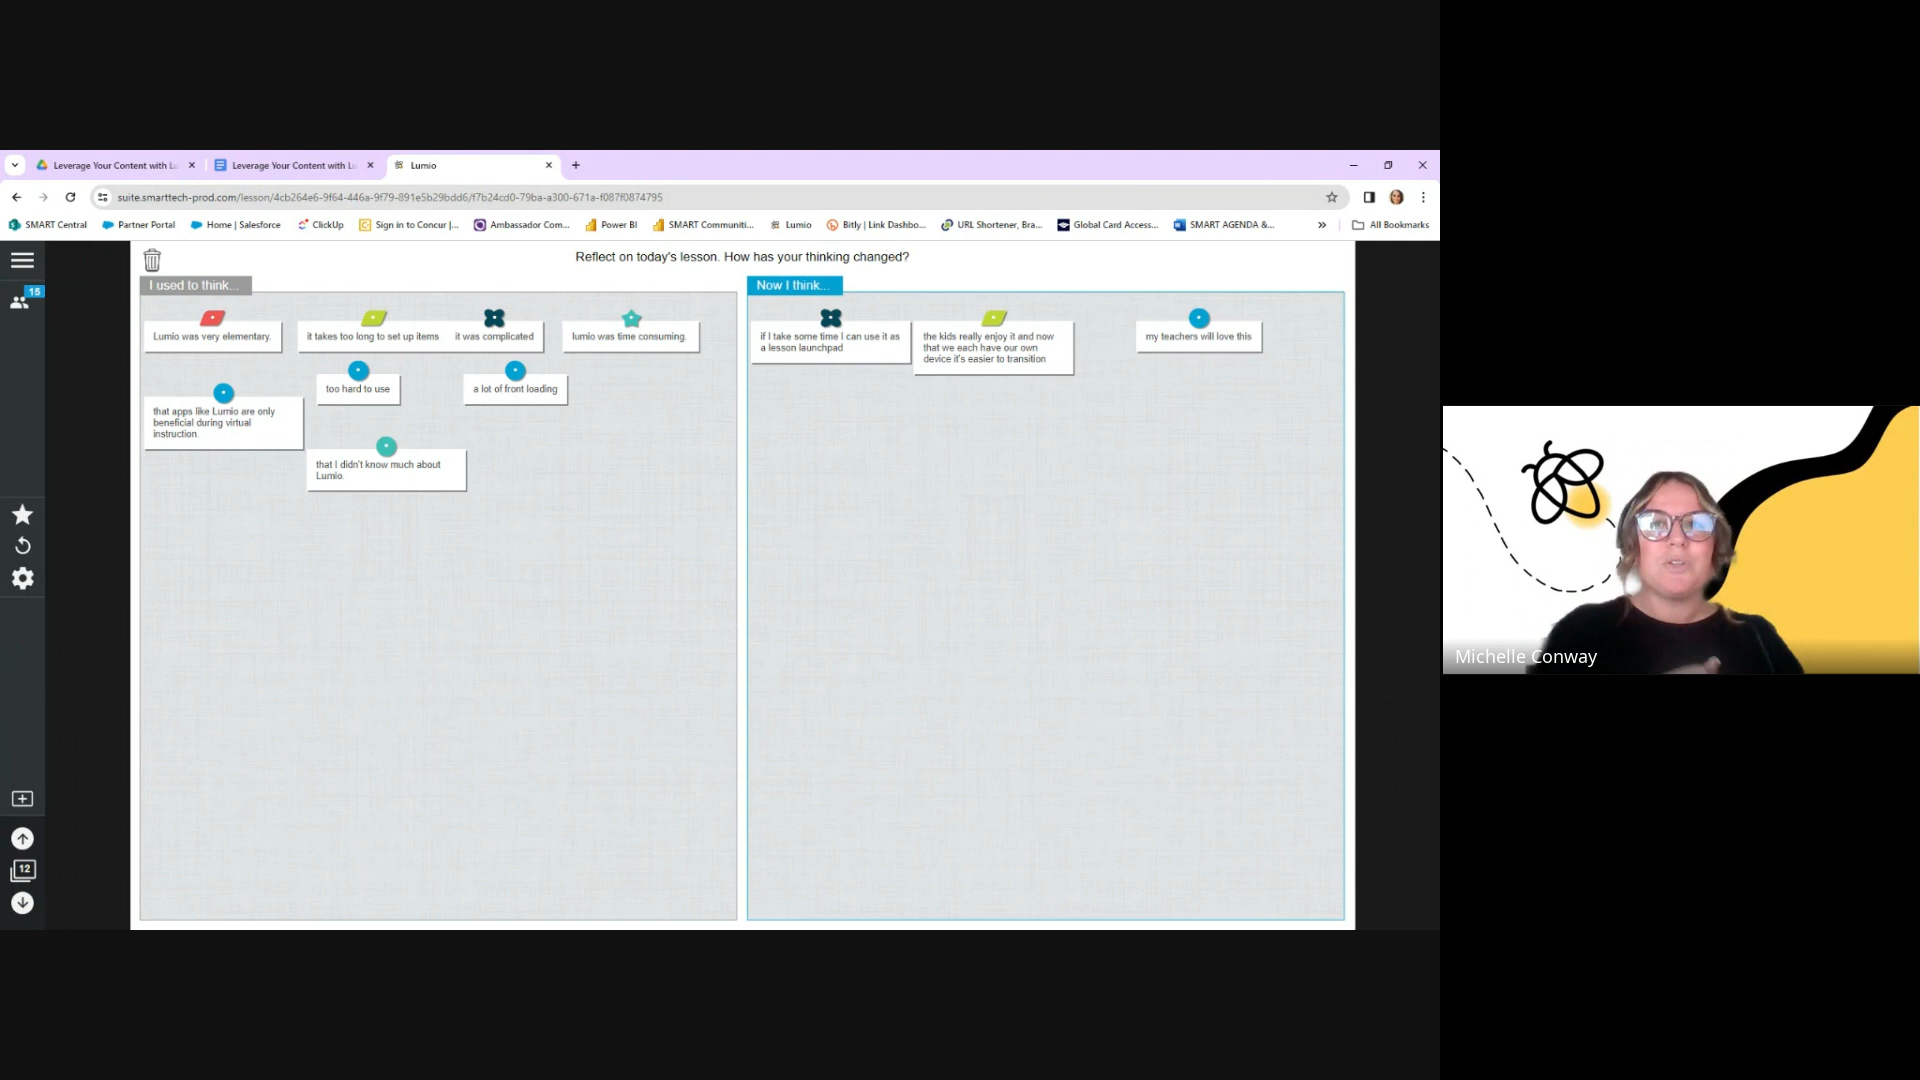 Leverage Your Content with Lu
Leverage Your Content with Lu
Lumio
suite.smarttech-prod.com/lesson/4cb264e6-9f64-446a-9f79-891e5b29bdd6/f7b24cd0-79ba-a300-671a-f087f0874795
SMART Central
Partner Portal
Home | Salesforce
ClickUp
Sign in to Concur |...
Ambassador Com...
Power BI
SMART Communiti...
Lumio
Bitly | Link Dashbo...
URL Shortener, Bra...
Global Card Access...
SMART AGENDA &...
All Bookmarks
15
Reflect on today's lesson. How has your thinking changed?
I used to think...
Lumio was very elementary.
it takes too long to set up items
it was complicated
lumio was time consuming.
too hard to use
a lot of front loading
that apps like Lumio are only
beneficial during virtual
instruction.
that I didn't know much about
Lumio.
Now I think...
if I take some time I can use it as
a lesson launchpad
the kids really enjoy it and now
that we each have our own
device it's easier to transition
my teachers will love this
12
Michelle Conway